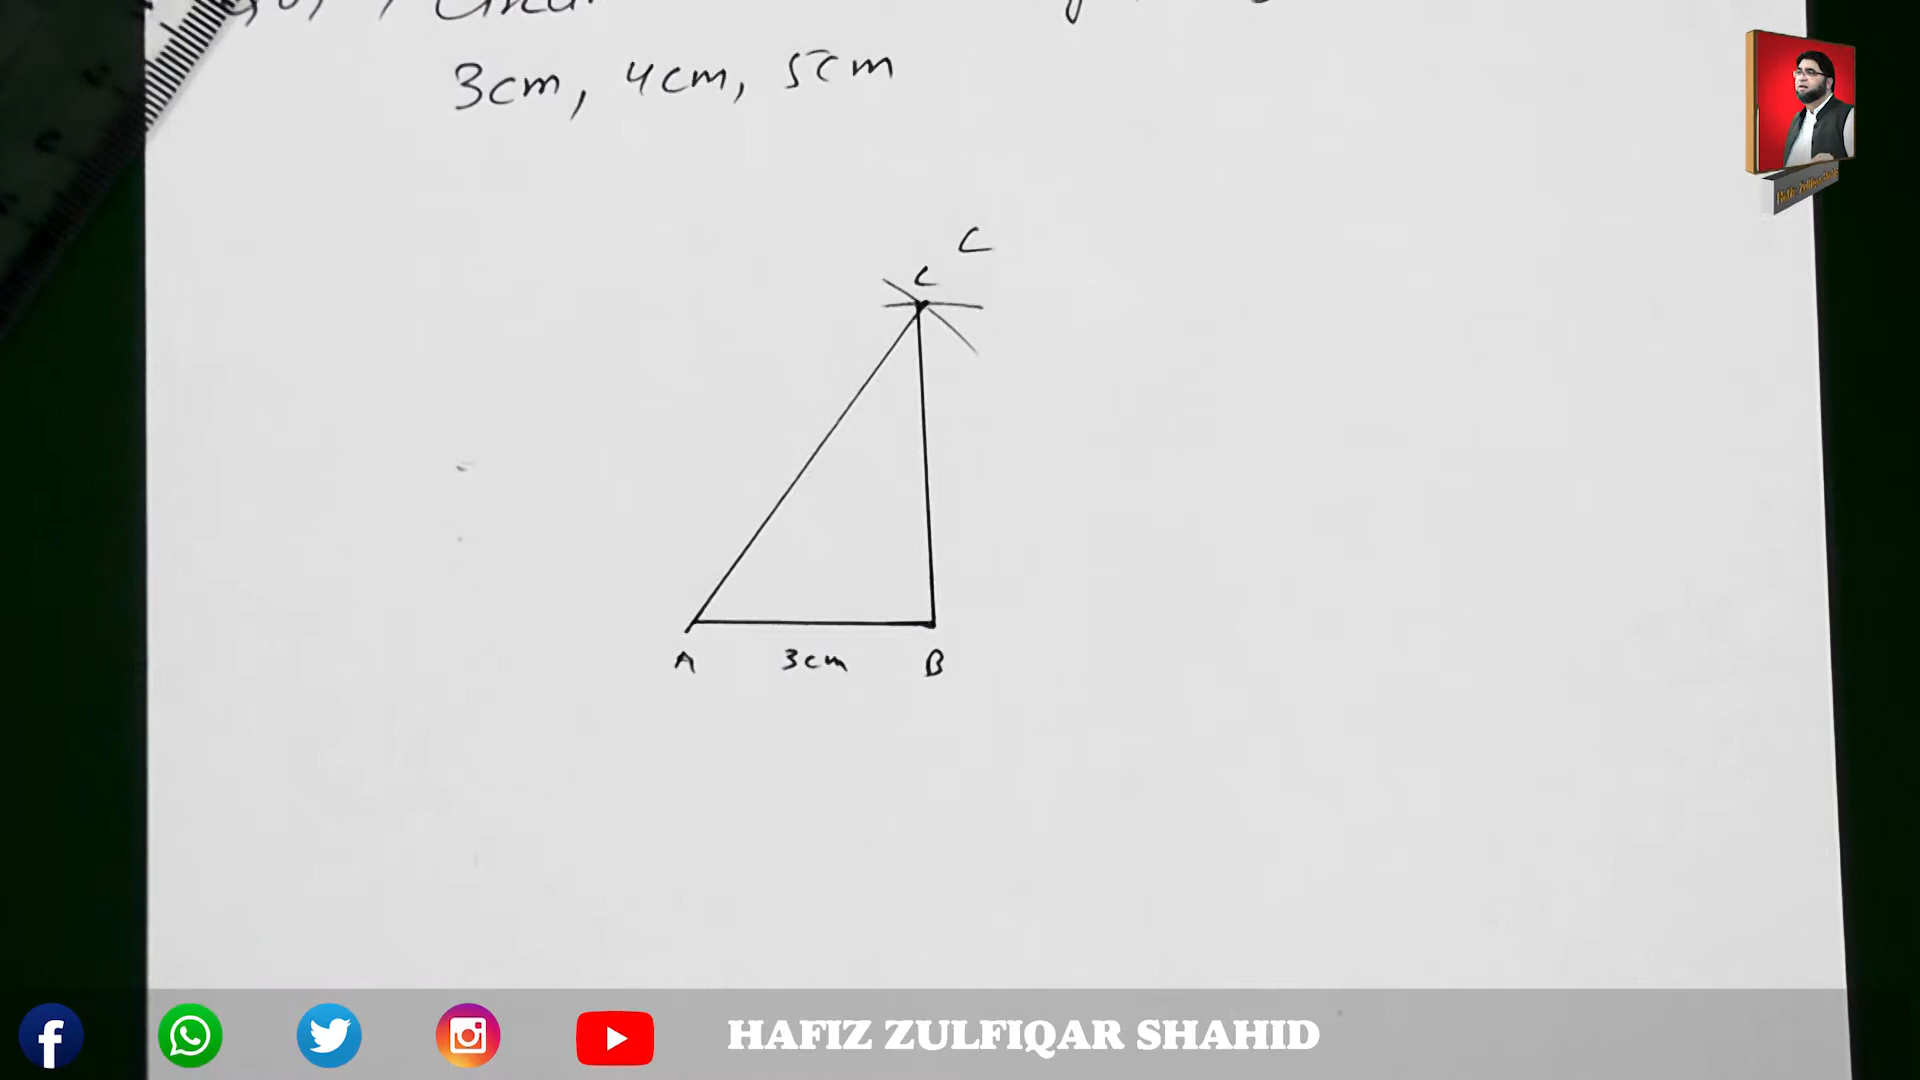 3cm, 4cm, 5cm
C
C
A 3cm B
HAFIZ ZULFIQAR SHAHID